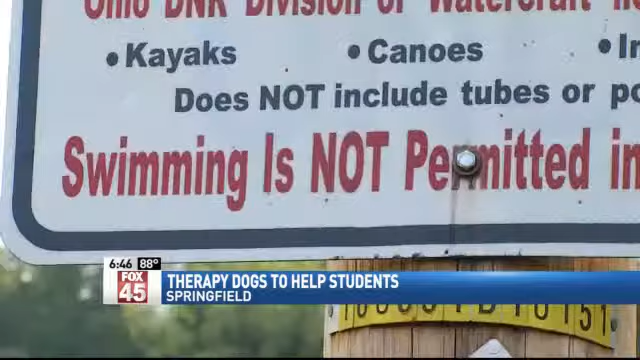 Ohio DNR Division of Watercraft
•Kayaks •Canoes
Does NOT include tubes or
Swimming Is NOT Permitted in
6:46 88°
FOX 45
THERAPY DOGS TO HELP STUDENTS
SPRINGFIELD